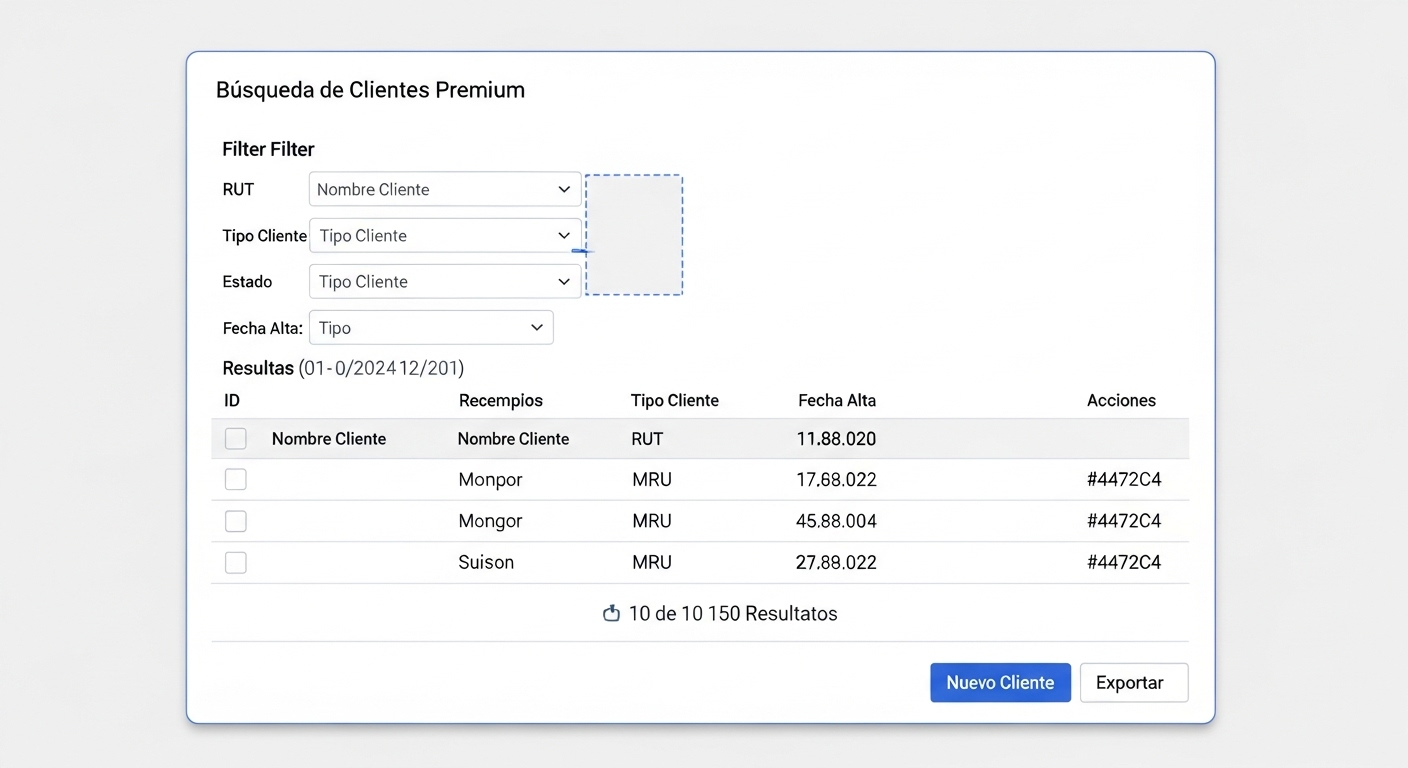 Búsqueda de Clientes Premium
Filter Filter
RUT Nombre Cliente
Tipo Cliente Tipo Cliente
Estado Tipo Cliente
Fecha Alta: Tipo
Resultas (01-0/2024 12/201)
ID Recempios Tipo Cliente Fecha Alta Acciones
Nombre Cliente Nombre Cliente RUT 11.88.020
Monpor MRU 17.68.022 #4472C4
Mongor MRU 45.88.004 #4472C4
Suison MRU 27.88.022 #4472C4
10 de 10 150 Resultatos
Nuevo Cliente Exportar